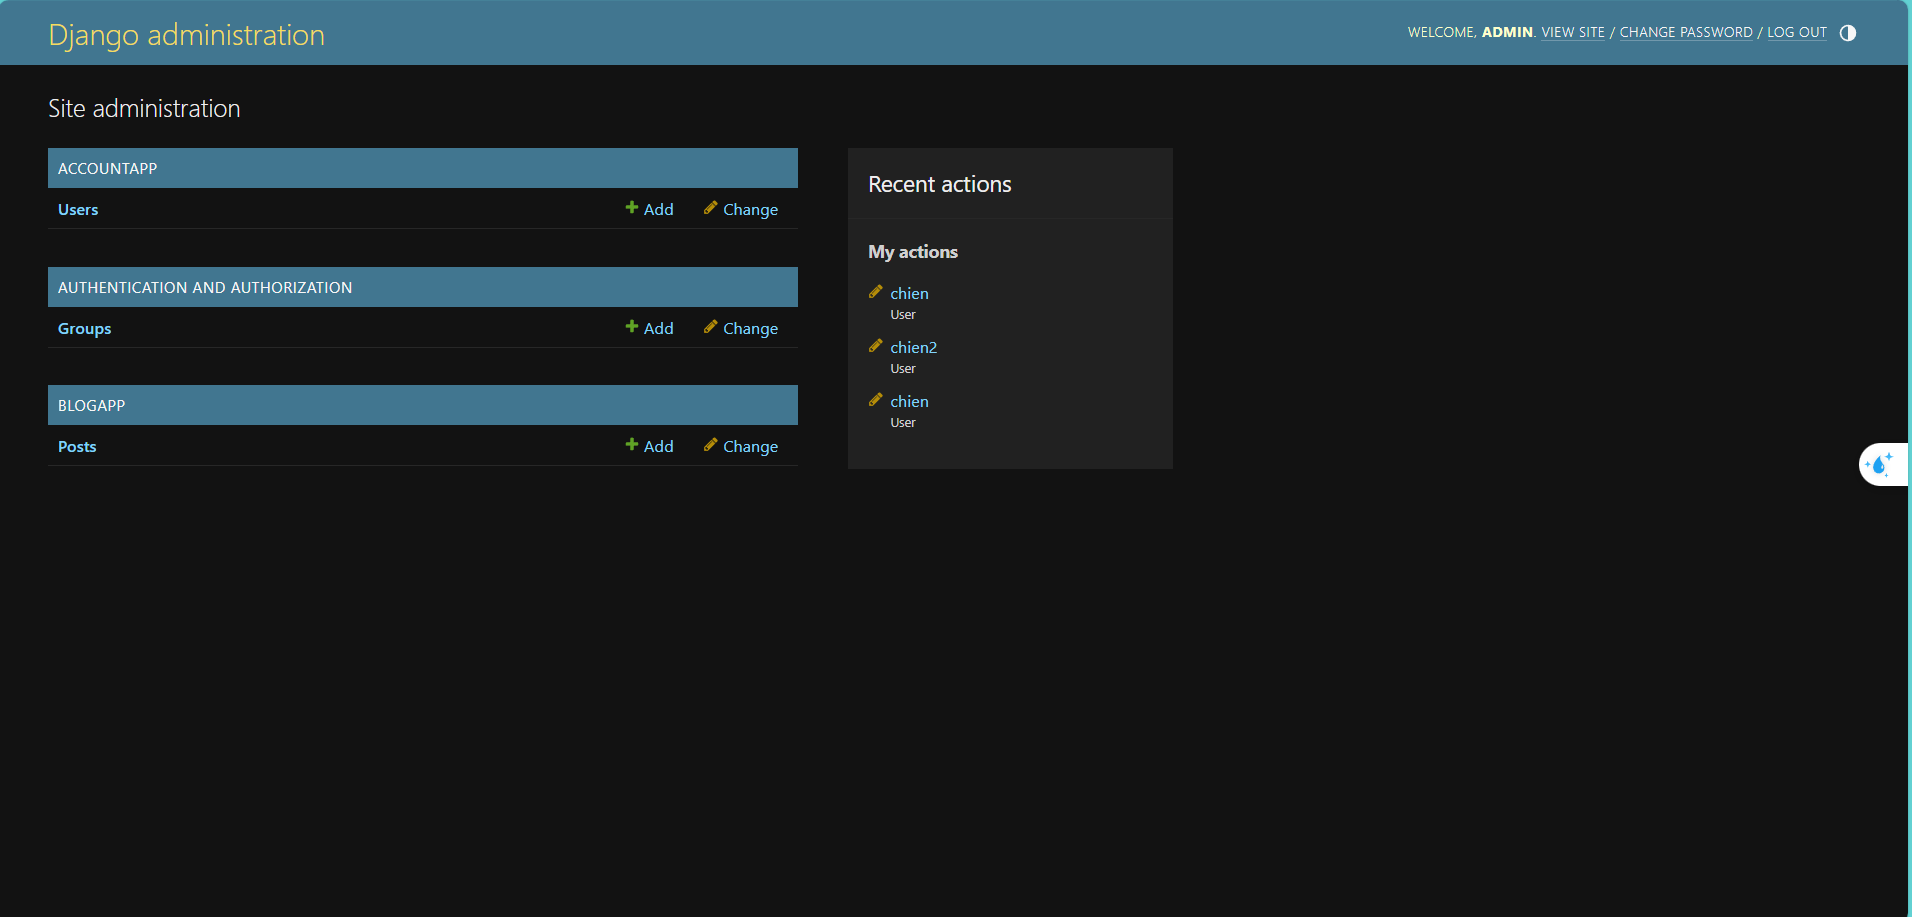 Django administration
WELCOME, ADMIN. VIEW SITE / CHANGE PASSWORD / LOG OUT
Site administration
ACCOUNTAPP
Users Add Change
AUTHENTICATION AND AUTHORIZATION
Groups Add Change
BLOGAPP
Posts Add Change
Recent actions
My actions
chien
User
chien2
User
chien
User